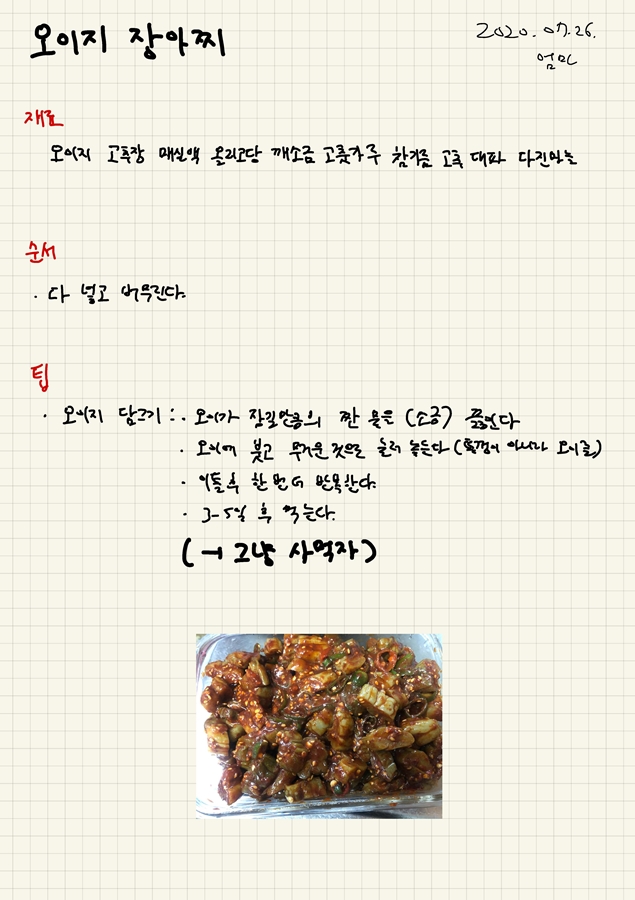 오이지 장아찌
2020. 07. 26.
엄마
재료
오이지 고추장 매실액 올리고당 깨소금 고춧가루 참기름 고추 대파 다진마늘
순서
· 다 넣고 버무린다.
팁
· 오이지 담그기 : · 오이가 잠길만큼의 짠 물을 (소금) 끓인다
· 오이에 붓고 무거운 것으로 눌러 놓는다 (뚜껑이 아니라 오이를)
· 이틀 후 한 번 더 반복한다.
· 3-5일 후 먹는다.
(→ 그냥 사먹자)